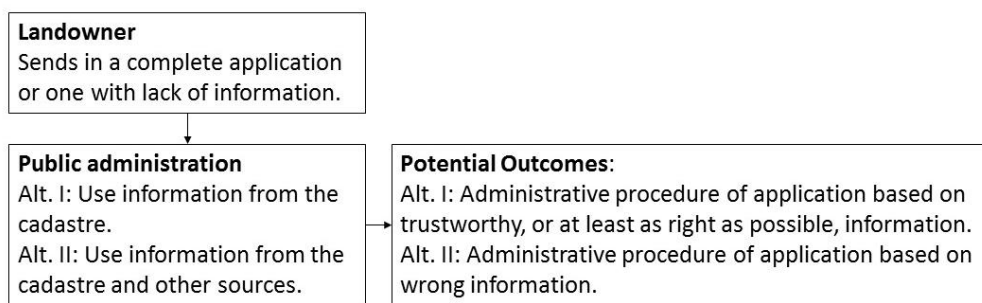 Landowner
Sends in a complete application
or one with lack of information.
Public administration
Alt. I: Use information from the
cadastre.
Alt. II: Use information from the
cadastre and other sources.
Potential Outcomes:
Alt. I: Administrative procedure of application based on
trustworthy, or at least as right as possible, information.
Alt. II: Administrative procedure of application based on
wrong information.